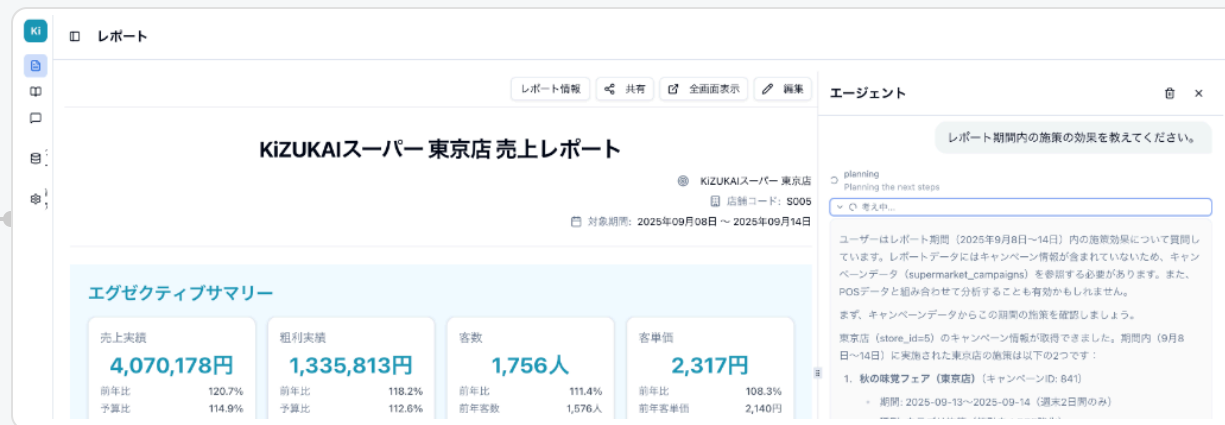 Ki
レポート
レポート情報
共有
全画面表示
編集
KiZUKAIスーパー 東京店 売上レポート
KiZUKAIスーパー 東京店
店舗コード: S005
対象期間: 2025年09月08日 ~ 2025年09月14日
エグゼクティブサマリー
売上実績
4,070,178円
前年比 120.7%
予算比 114.9%
粗利実績
1,335,813円
前年比 118.2%
予算比 112.6%
客数
1,756人
前年比 111.4%
前年客数 1,576人
客単価
2,317円
前年比 108.3%
前年客単価 2,140円
エージェント
レポート期間内の施策の効果を教えてください。
planning
Planning the next steps
考え中...
ユーザーはレポート期間（2025年9月8日～14日）内の施策効果について質問し
ています。レポートデータにはキャンペーン情報が含まれていないため、キャン
ペーンデータ（supermarket_campaigns）を参照する必要があります。また、
POSデータと組み合わせて分析することも有効かもしれません。
まず、キャンペーンデータからこの期間の施策を確認しましょう。
東京店（store_id=5）のキャンペーン情報が取得できました。期間内（9月8
日～14日）に実施された東京店の施策は以下の2つです：
1. 秋の味覚フェア（東京店）（キャンペーンID: 841）
期間: 2025-09-13～2025-09-14（週末2日間のみ）